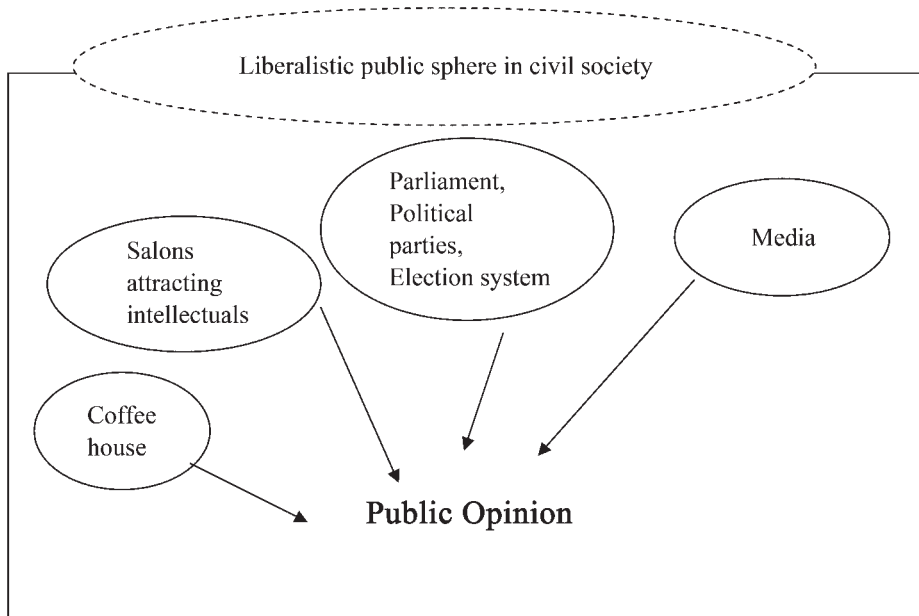 Liberalistic public sphere in civil society
Parliament,
Political
parties,
Election system
Media
Salons
attracting
intellectuals
Coffee
house
Public Opinion